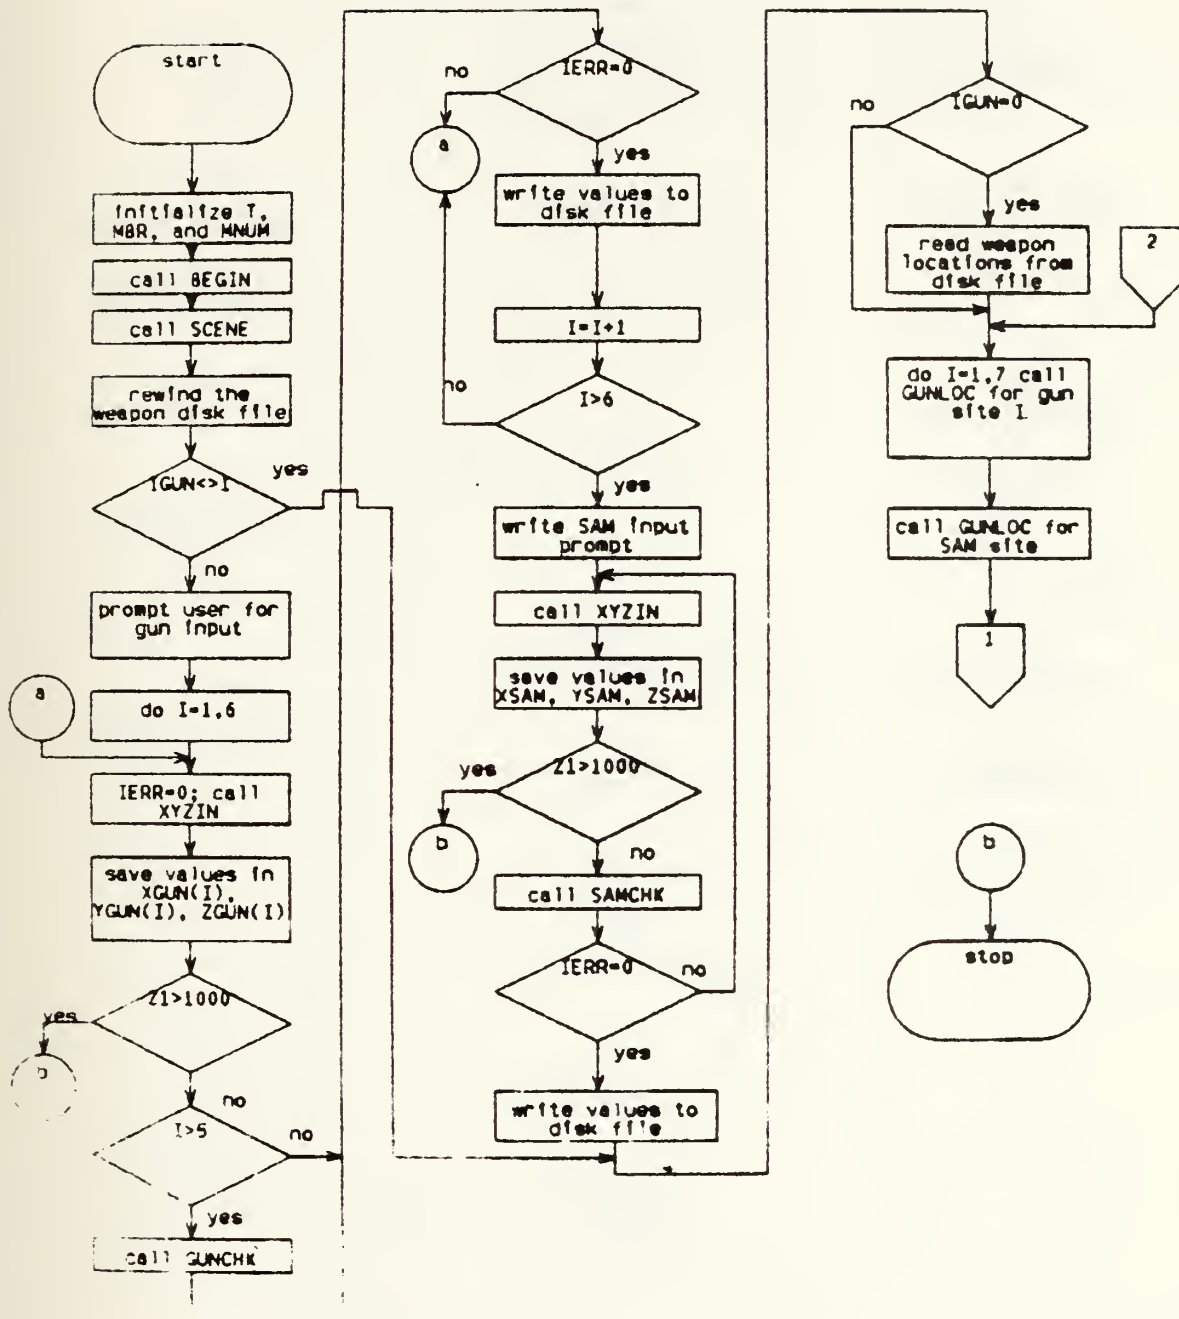 start
initialize T,
MBR, and MNUM
call BEGIN
call SCENE
rewind the
weapon disk file
IGUN<>1
yes
no
prompt user for
gun input
a
do I=1,6
IERR=0; call
XYZIN
save values in
XGUN(I),
YGUN(I), ZGUN(I)
Z1>1000
yes
b
no
I>5
no
yes
call GUNCHK
IERR=0
no
a
yes
write values to
disk file
I=I+1
no
I>6
yes
write SAM input
prompt
call XYZIN
save values in
XSAM, YSAM, ZSAM
Z1>1000
yes
b
no
call SAMCHK
IERR=0
no
yes
write values to
disk file
IGUN=0
no
yes
read weapon
locations from
disk file
2
do I=1,7 call
GUNLOC for gun
site I
call GUNLOC for
SAM site
1
b
stop